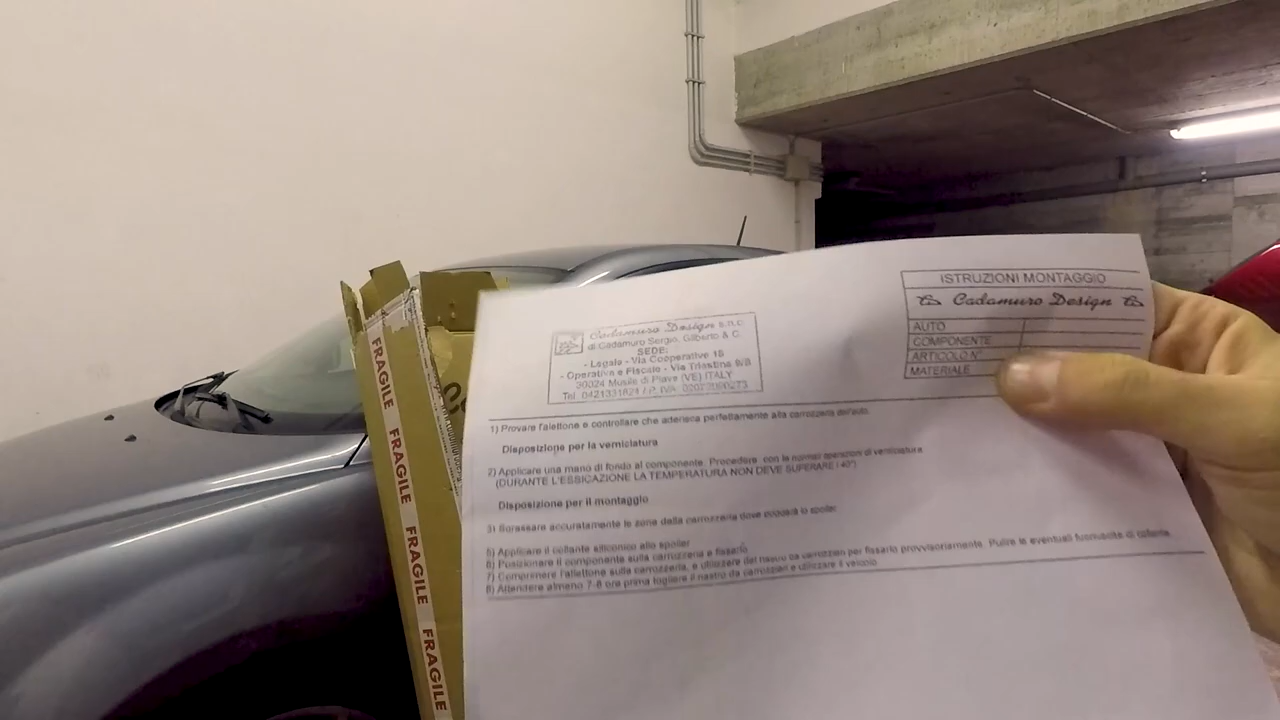 ISTRUZIONI MONTAGGIO
Cadamuro Design
AUTO
COMPONENTE
ARTICOLO N°
MATERIALE
Cadamuro Design s.n.c.
di Cadamuro Sergio, Gilberto & C.
SEDE:
- Legale - Via Cooperative 15
- Operativa e Fiscale - Via Triestina 9/B
30024 Musile di Piave (VE) ITALY
Tel. 0421331824 / P. IVA
1) Provare l'alettone e controllare che aderisca perfettamente alla carrozzeria dell'auto.
Disposizione per la verniciatura
2) Applicare una mano di fondo al componente. Procedere con le normali operazioni di verniciatura
(DURANTE L'ESSICAZIONE LA TEMPERATURA NON DEVE SUPERARE I 40°)
Disposizione per il montaggio
3) Sgrassare accuratamente le zone della carrozzeria dove poggerà lo spoiler.
5) Applicare il collante siliconico allo spoiler
6) Posizionare il componente sulla carrozzeria e fissarlo
7) Comprimere l'alettone sulla carrozzeria, e utilizzare del nastro da carrozzieri per fissarlo provvisoriamente. Pulire le eventuali fuoriuscite di collante.
8) Attendere almeno 7-8 ore prima togliere il nastro da carrozzieri e utilizzare il veicolo.
FRAGILE
FRAGILE
FRAGILE
FRAGILE